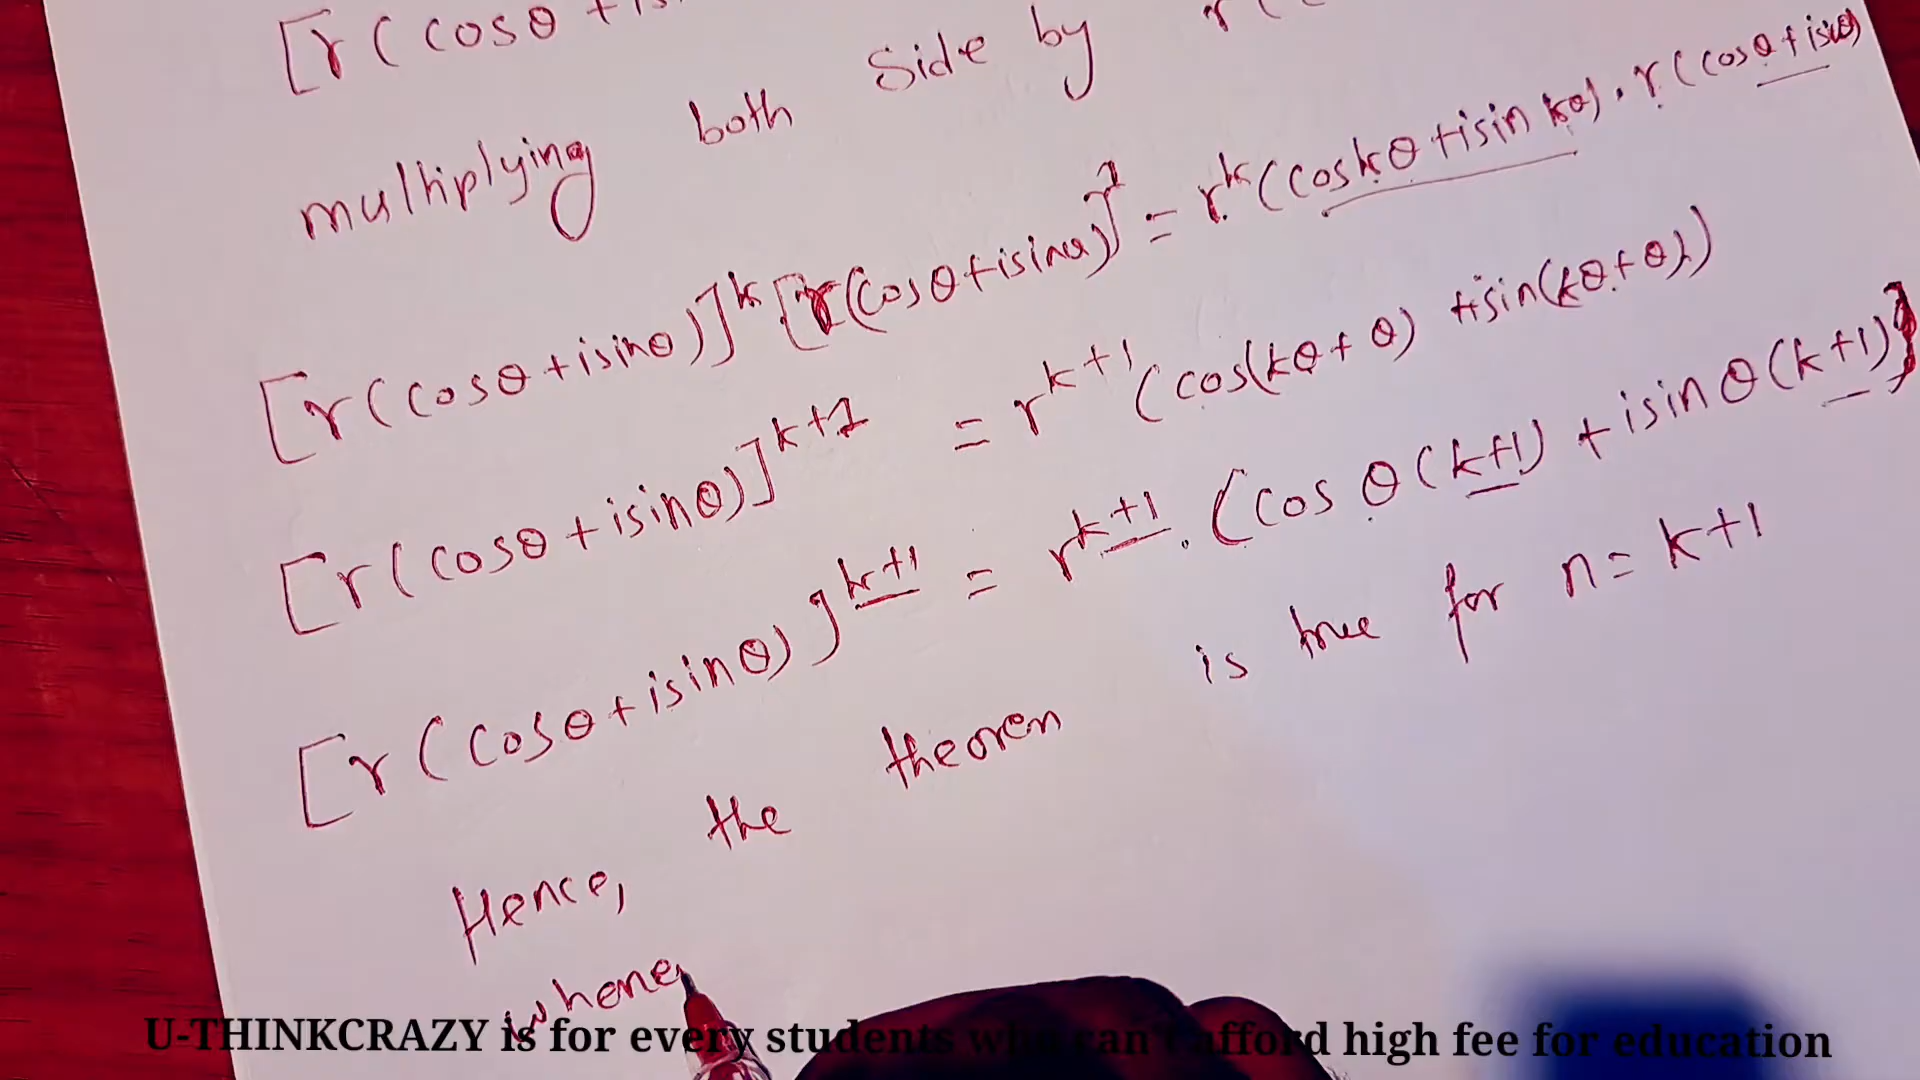 [r(cosθ + is
multiplying both side by r(
[r(cosθ+isinθ)]^k [r(cosθ+isinθ)]^1 = r^k(coskθ+isin kθ) . r(cosθ+isinθ)
[r(cosθ+isinθ)]^k+1 = r^k+1 (cos(kθ+θ) +isin(kθ+θ))
[r(cosθ+isinθ)]^k+1 = r^k+1 . (cos θ(k+1) + isin θ(k+1)}
Hence, the theorem is true for n = k+1
whene
U-THINKCRAZY is for every students who can't afford high fee for education